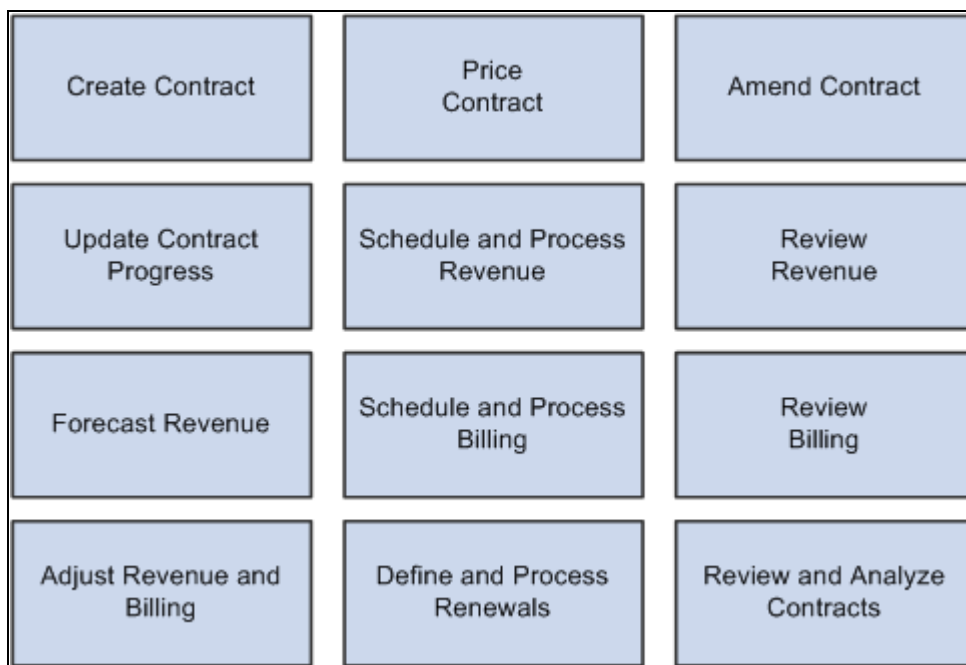 Create Contract
Price
Contract
Amend Contract
Update Contract
Progress
Schedule and Process
Revenue
Review
Revenue
Forecast Revenue
Schedule and Process
Billing
Review
Billing
Adjust Revenue and
Billing
Define and Process
Renewals
Review and Analyze
Contracts